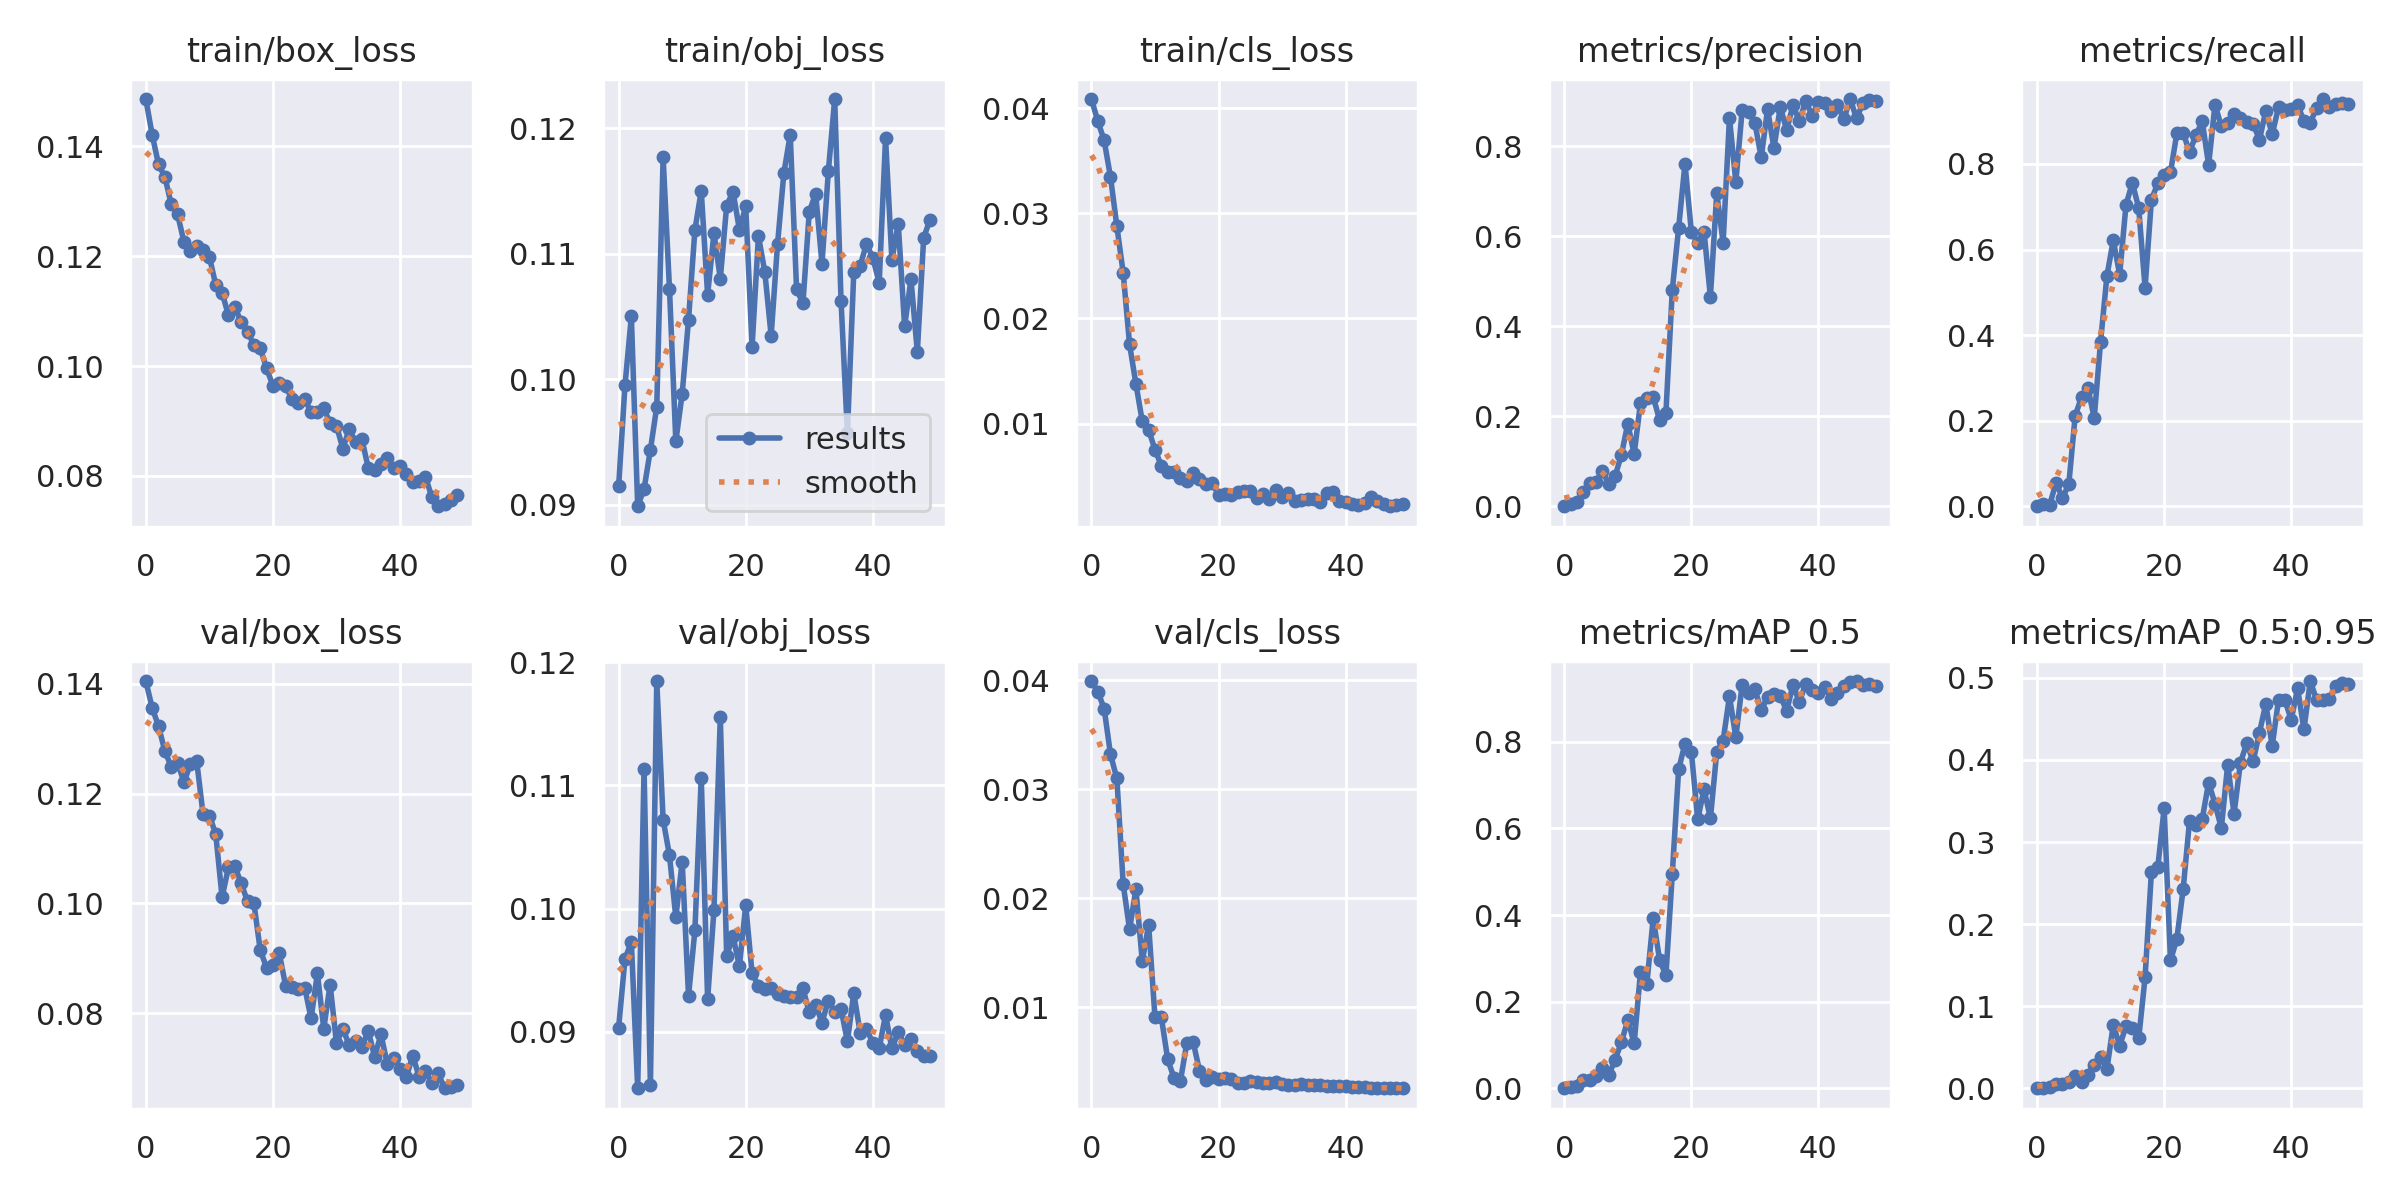 train/box_loss
0.14
0.12
0.10
0.08
0 20 40
train/obj_loss
0.12
0.11
0.10
0.09
results
smooth
0 20 40
train/cls_loss
0.04
0.03
0.02
0.01
0 20 40
metrics/precision
0.8
0.6
0.4
0.2
0.0
0 20 40
metrics/recall
0.8
0.6
0.4
0.2
0.0
0 20 40
val/box_loss
0.14
0.12
0.10
0.08
0 20 40
val/obj_loss
0.12
0.11
0.10
0.09
0 20 40
val/cls_loss
0.04
0.03
0.02
0.01
0 20 40
metrics/mAP_0.5
0.8
0.6
0.4
0.2
0.0
0 20 40
metrics/mAP_0.5:0.95
0.5
0.4
0.3
0.2
0.1
0.0
0 20 40